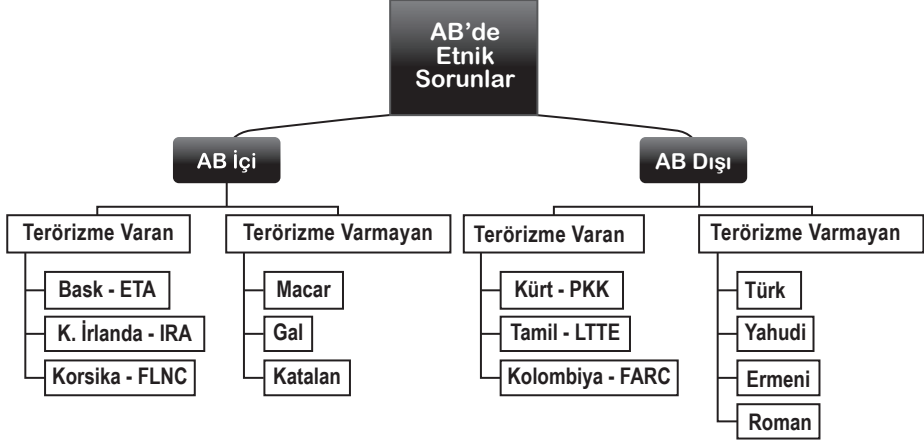 AB'de
Etnik
Sorunlar
AB İçi
AB Dışı
Terörizme Varan
Terörizme Varmayan
Terörizme Varan
Terörizme Varmayan
Bask - ETA
K. İrlanda - IRA
Korsika - FLNC
Macar
Gal
Katalan
Kürt - PKK
Tamil - LTTE
Kolombiya - FARC
Türk
Yahudi
Ermeni
Roman